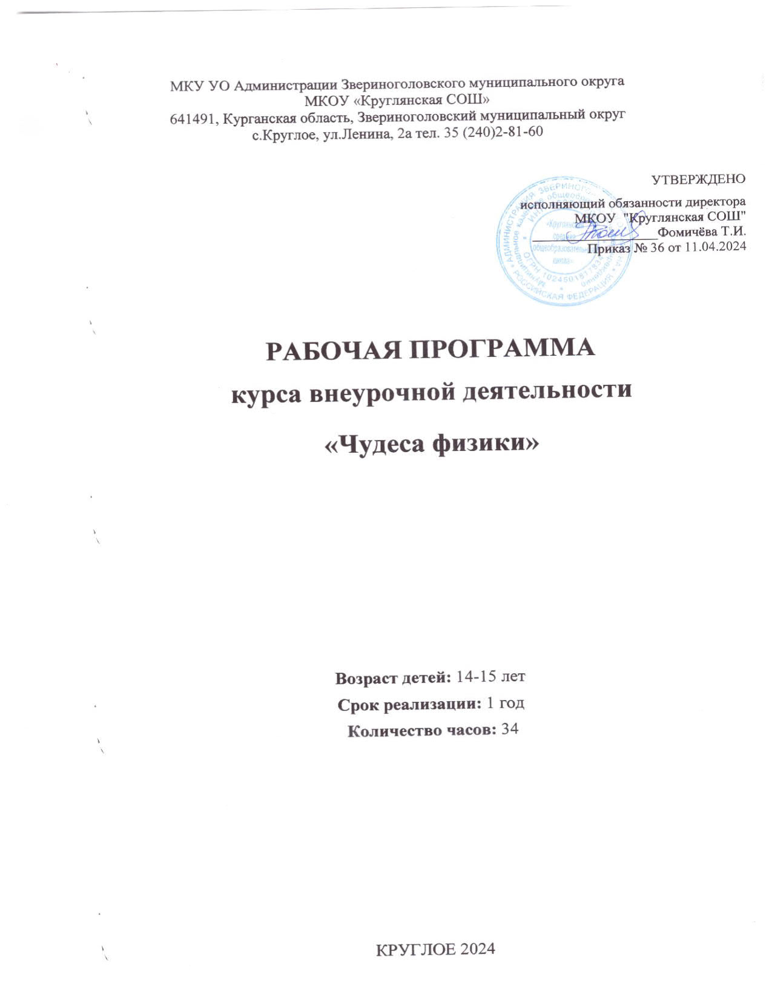 МКУ УО Администрации Звериноголовского муниципального округа
МКОУ «Круглянская СОШ»
641491, Курганская область, Звериноголовский муниципальный округ
с.Круглое, ул.Ленина, 2а тел. 35 (240)2-81-60
УТВЕРЖДЕНО
исполняющий обязанности директора
МКОУ "Круглянская СОШ"
Фомичёва Т.И.
Приказ № 36 от 11.04.2024
РОССИЙСКАЯ ФЕДЕРАЦИЯ
РАБОЧАЯ ПРОГРАММА
курса внеурочной деятельности
«Чудеса физики»
Возраст детей: 14-15 лет
Срок реализации: 1 год
Количество часов: 34
КРУГЛОЕ 2024